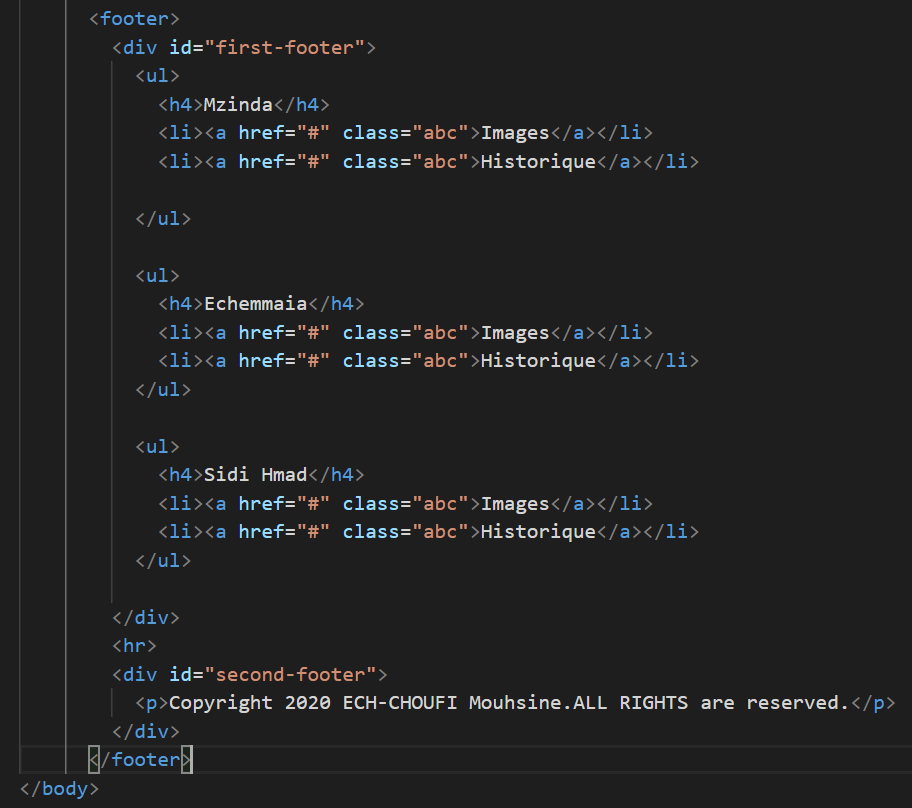 <footer>
<div id="first-footer">
<ul>
<h4>Mzinda</h4>
<li><a href="#" class="abc">Images</a></li>
<li><a href="#" class="abc">Historique</a></li>
</ul>
<ul>
<h4>Echemmaia</h4>
<li><a href="#" class="abc">Images</a></li>
<li><a href="#" class="abc">Historique</a></li>
</ul>
<ul>
<h4>Sidi Hmad</h4>
<li><a href="#" class="abc">Images</a></li>
<li><a href="#" class="abc">Historique</a></li>
</ul>
</div>
<hr>
<div id="second-footer">
<p>Copyright 2020 ECH-CHOUFI Mouhsine.ALL RIGHTS are reserved.</p>
</div>
</footer>
</body>